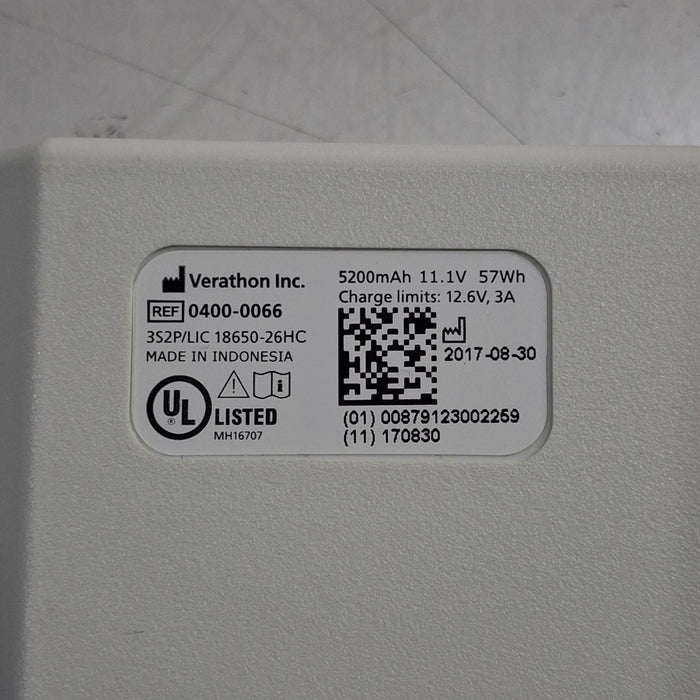 Verathon Inc.
REF 0400-0066
3S2P/LIC 18650-26HC
MADE IN INDONESIA
UL
®
LISTED
MH16707
5200mAh 11.1V 57Wh
Charge limits: 12.6V, 3A
2017-08-30
(01) 00879123002259
(11) 170830